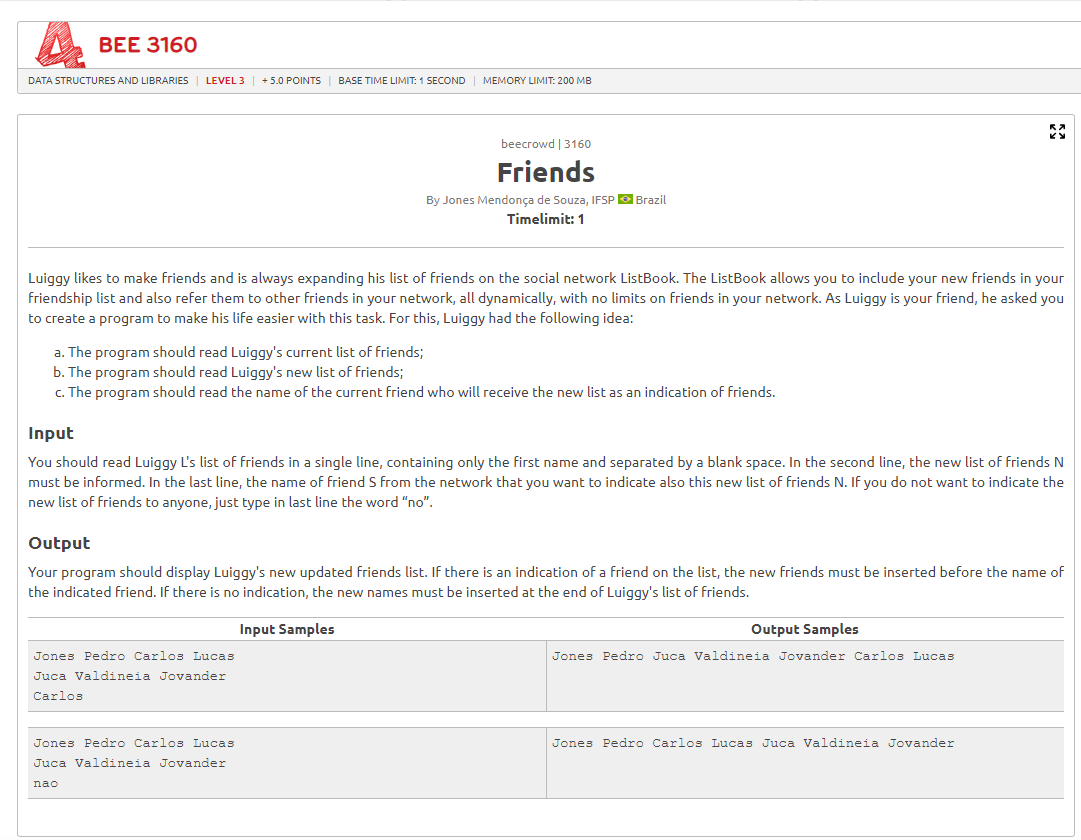 BEE 3160
DATA STRUCTURES AND LIBRARIES | LEVEL 3 | + 5.0 POINTS | BASE TIME LIMIT: 1 SECOND | MEMORY LIMIT: 200 MB
beecrowd | 3160
Friends
By Jones Mendonça de Souza, IFSP Brazil
Timelimit: 1
Luiggy likes to make friends and is always expanding his list of friends on the social network ListBook. The ListBook allows you to include your new friends in your
friendship list and also refer them to other friends in your network, all dynamically, with no limits on friends in your network. As Luiggy is your friend, he asked you
to create a program to make his life easier with this task. For this, Luiggy had the following idea:
a. The program should read Luiggy's current list of friends;
b. The program should read Luiggy's new list of friends;
c. The program should read the name of the current friend who will receive the new list as an indication of friends.
Input
You should read Luiggy L's list of friends in a single line, containing only the first name and separated by a blank space. In the second line, the new list of friends N
must be informed. In the last line, the name of friend S from the network that you want to indicate also this new list of friends N. If you do not want to indicate the
new list of friends to anyone, just type in last line the word “no”.
Output
Your program should display Luiggy's new updated friends list. If there is an indication of a friend on the list, the new friends must be inserted before the name of
the indicated friend. If there is no indication, the new names must be inserted at the end of Luiggy's list of friends.
Input Samples Output Samples
Jones Pedro Carlos Lucas Jones Pedro Juca Valdineia Jovander Carlos Lucas
Juca Valdineia Jovander
Carlos
Jones Pedro Carlos Lucas Jones Pedro Carlos Lucas Juca Valdineia Jovander
Juca Valdineia Jovander
nao